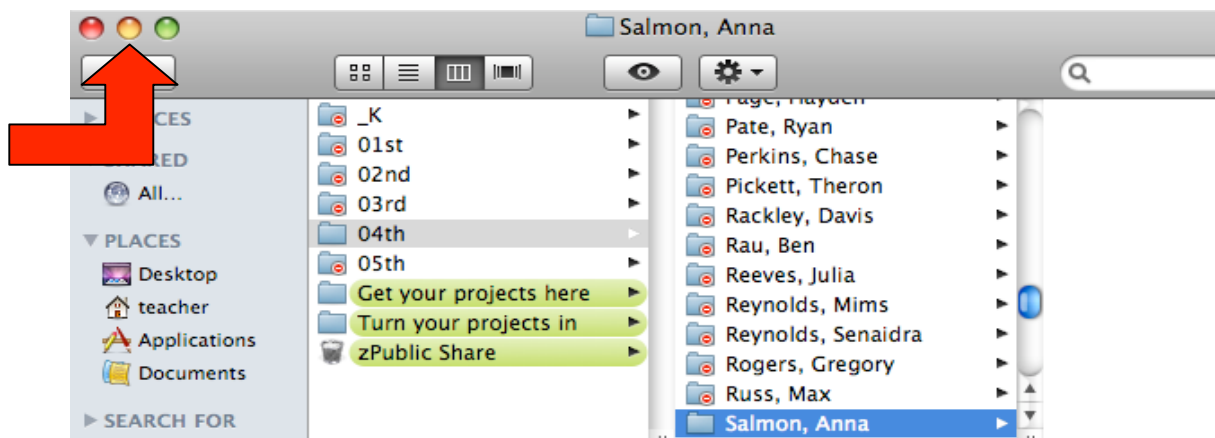 Salmon, Anna
SHARED
All...
PLACES
Desktop
teacher
Applications
Documents
SEARCH FOR
_K
01st
02nd
03rd
04th
05th
Get your projects here
Turn your projects in
zPublic Share
Pate, Ryan
Perkins, Chase
Pickett, Theron
Rackley, Davis
Rau, Ben
Reeves, Julia
Reynolds, Mims
Reynolds, Senaidra
Rogers, Gregory
Russ, Max
Salmon, Anna